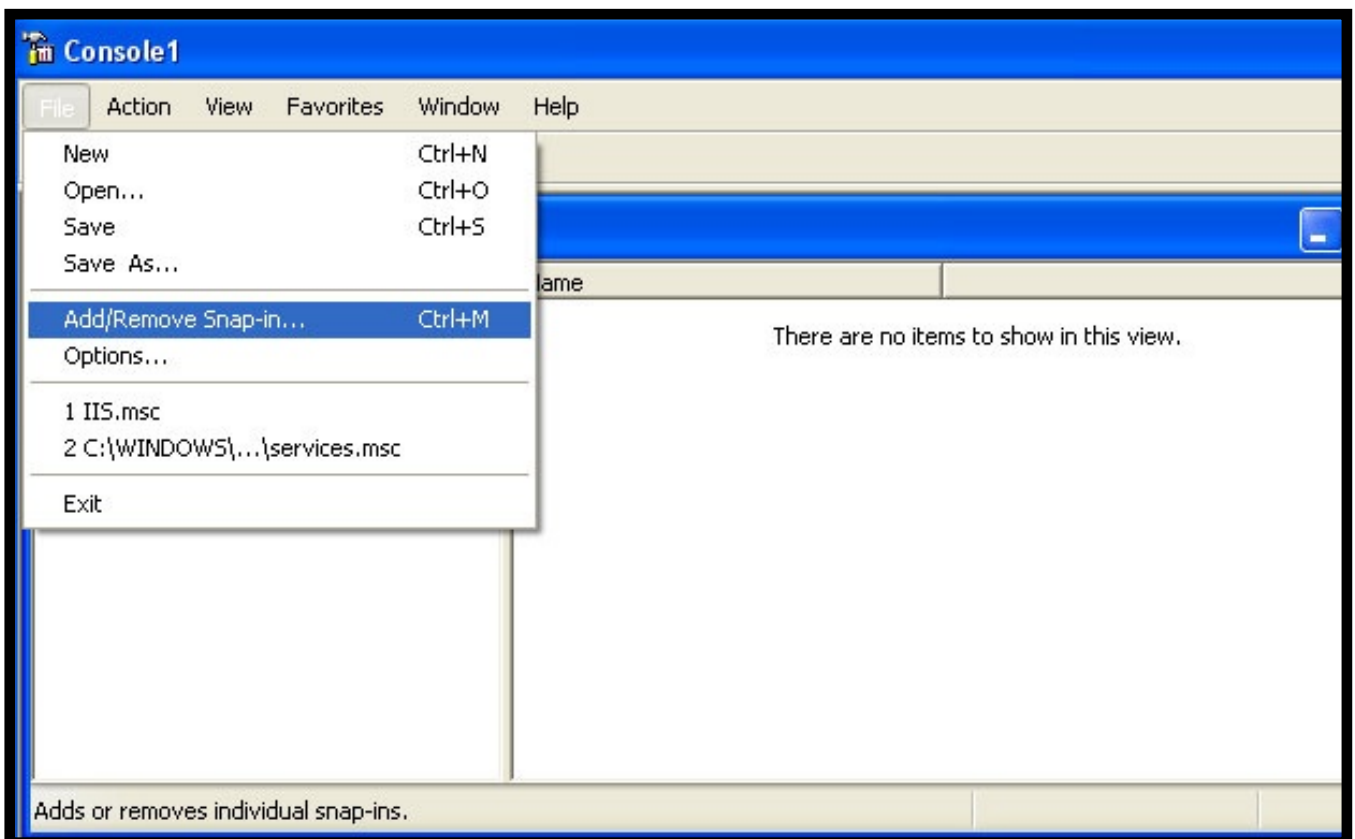 Console1
File Action View Favorites Window Help
New Ctrl+N
Open... Ctrl+O
Save Ctrl+S
Save As...
Add/Remove Snap-in... Ctrl+M
Options...
1 IIS.msc
2 C:\WINDOWS\...\services.msc
Exit
ame
There are no items to show in this view.
Adds or removes individual snap-ins.